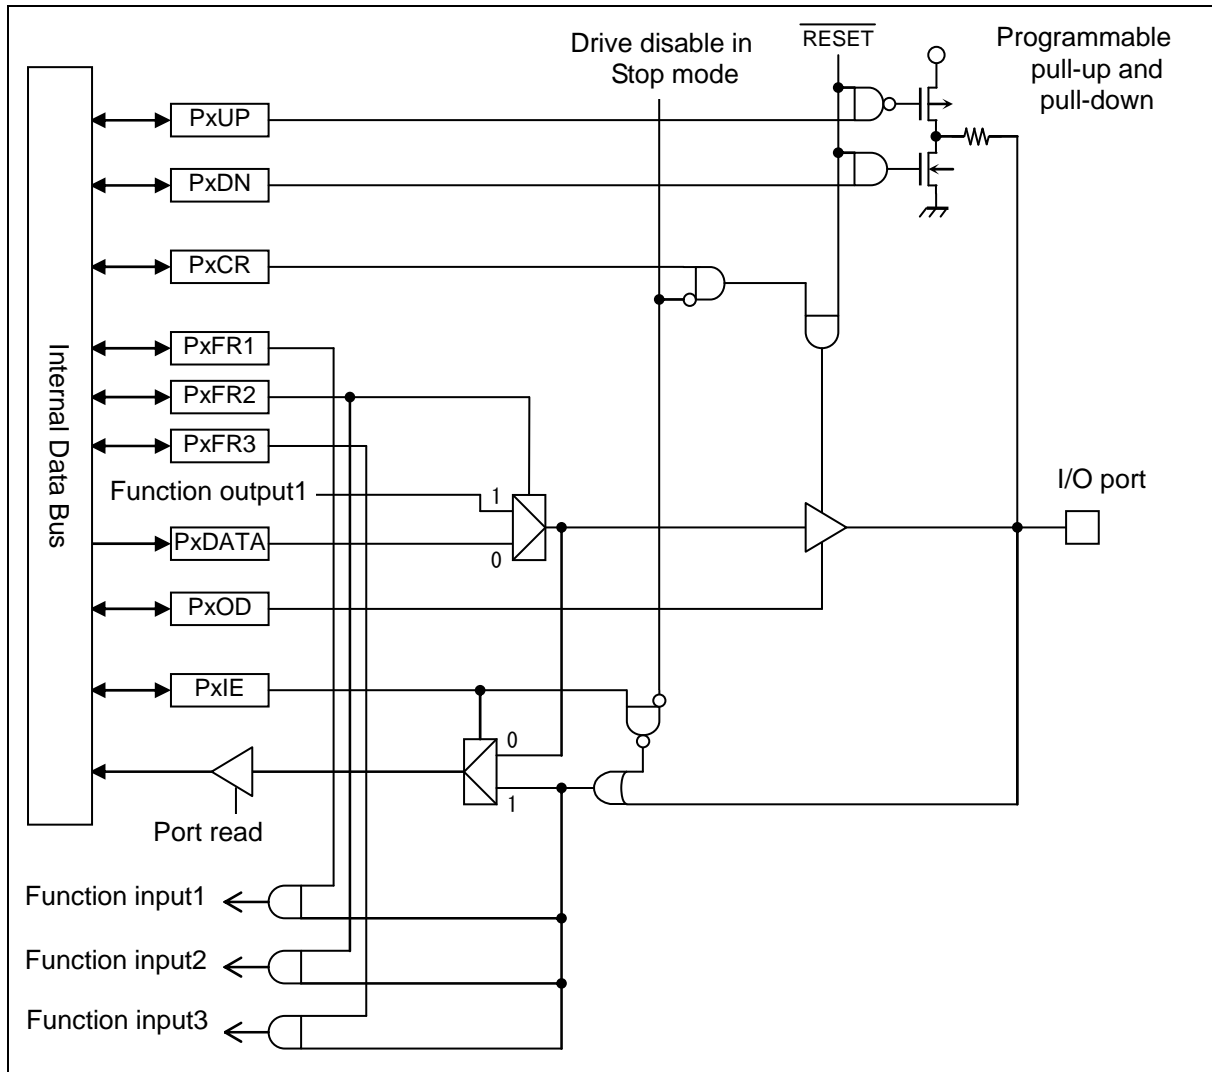 Drive disable in
Stop mode
RESET
Programmable
pull-up and
pull-down
PxUP
PxDN
PxCR
PxFR1
PxFR2
PxFR3
Internal Data Bus
Function output1
1
0
PxDATA
PxOD
I/O port
PxIE
0
1
Port read
Function input1
Function input2
Function input3